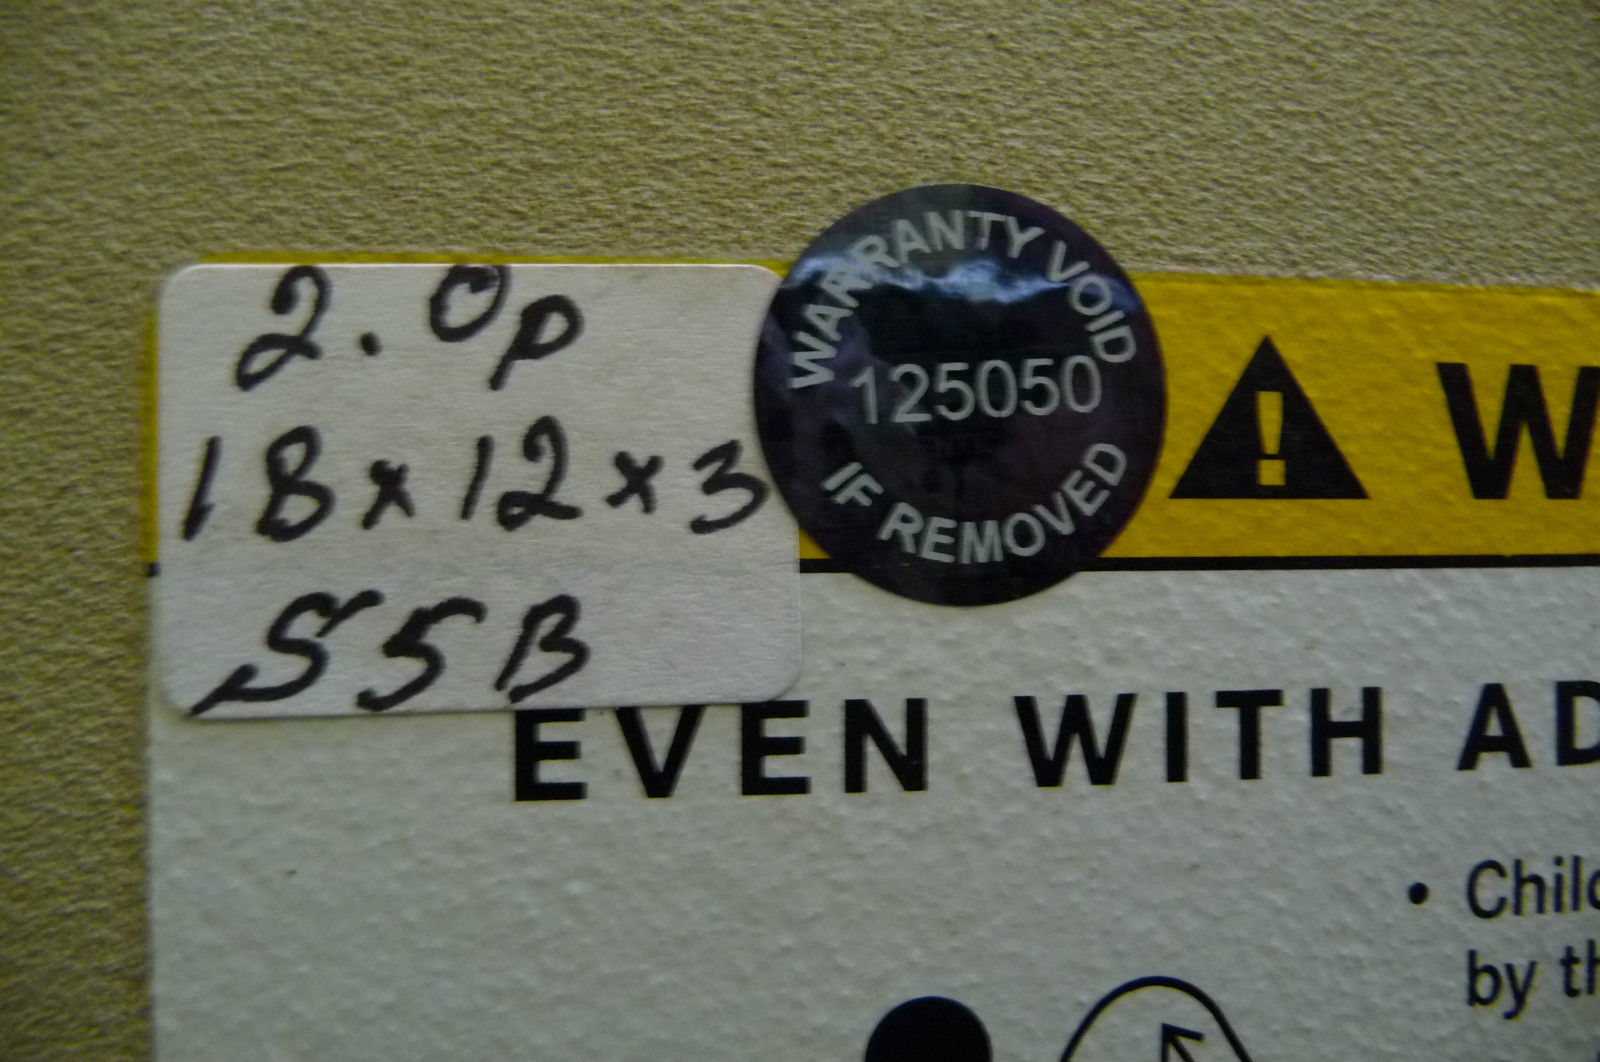 2.0p
18x12x3
S5B
WARRANTY VOID
125050
IF REMOVED
W
EVEN WITH AD
• Chil
by th